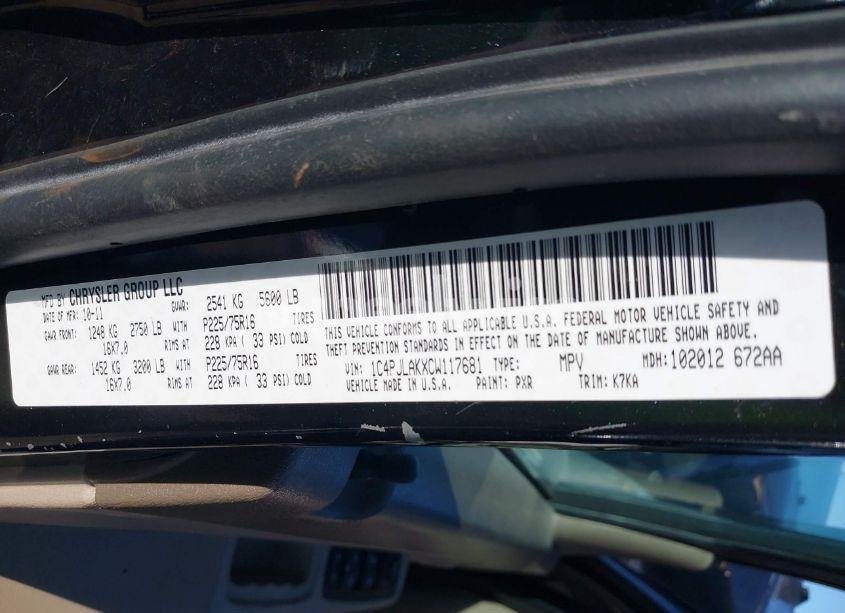 MFD BY CHRYSLER GROUP LLC
DATE OF MFR: 10-11 GVWR: 2541 KG 5600 LB
GAWR FRONT: 1248 KG 2750 LB WITH P225/75R16 TIRES
16X7.0 RIMS AT 228 KPA ( 33 PSI) COLD
GAWR REAR: 1452 KG 3200 LB WITH P225/75R16 TIRES
16X7.0 RIMS AT 228 KPA ( 33 PSI) COLD
THIS VEHICLE CONFORMS TO ALL APPLICABLE U.S.A. FEDERAL MOTOR VEHICLE SAFETY AND
THEFT PREVENTION STANDARDS IN EFFECT ON THE DATE OF MANUFACTURE SHOWN ABOVE.
VIN: 1C4PJLAKXCW117681 TYPE: MPV MDH:102012 672AA
VEHICLE MADE IN U.S.A. PAINT: PXR TRIM: K7KA